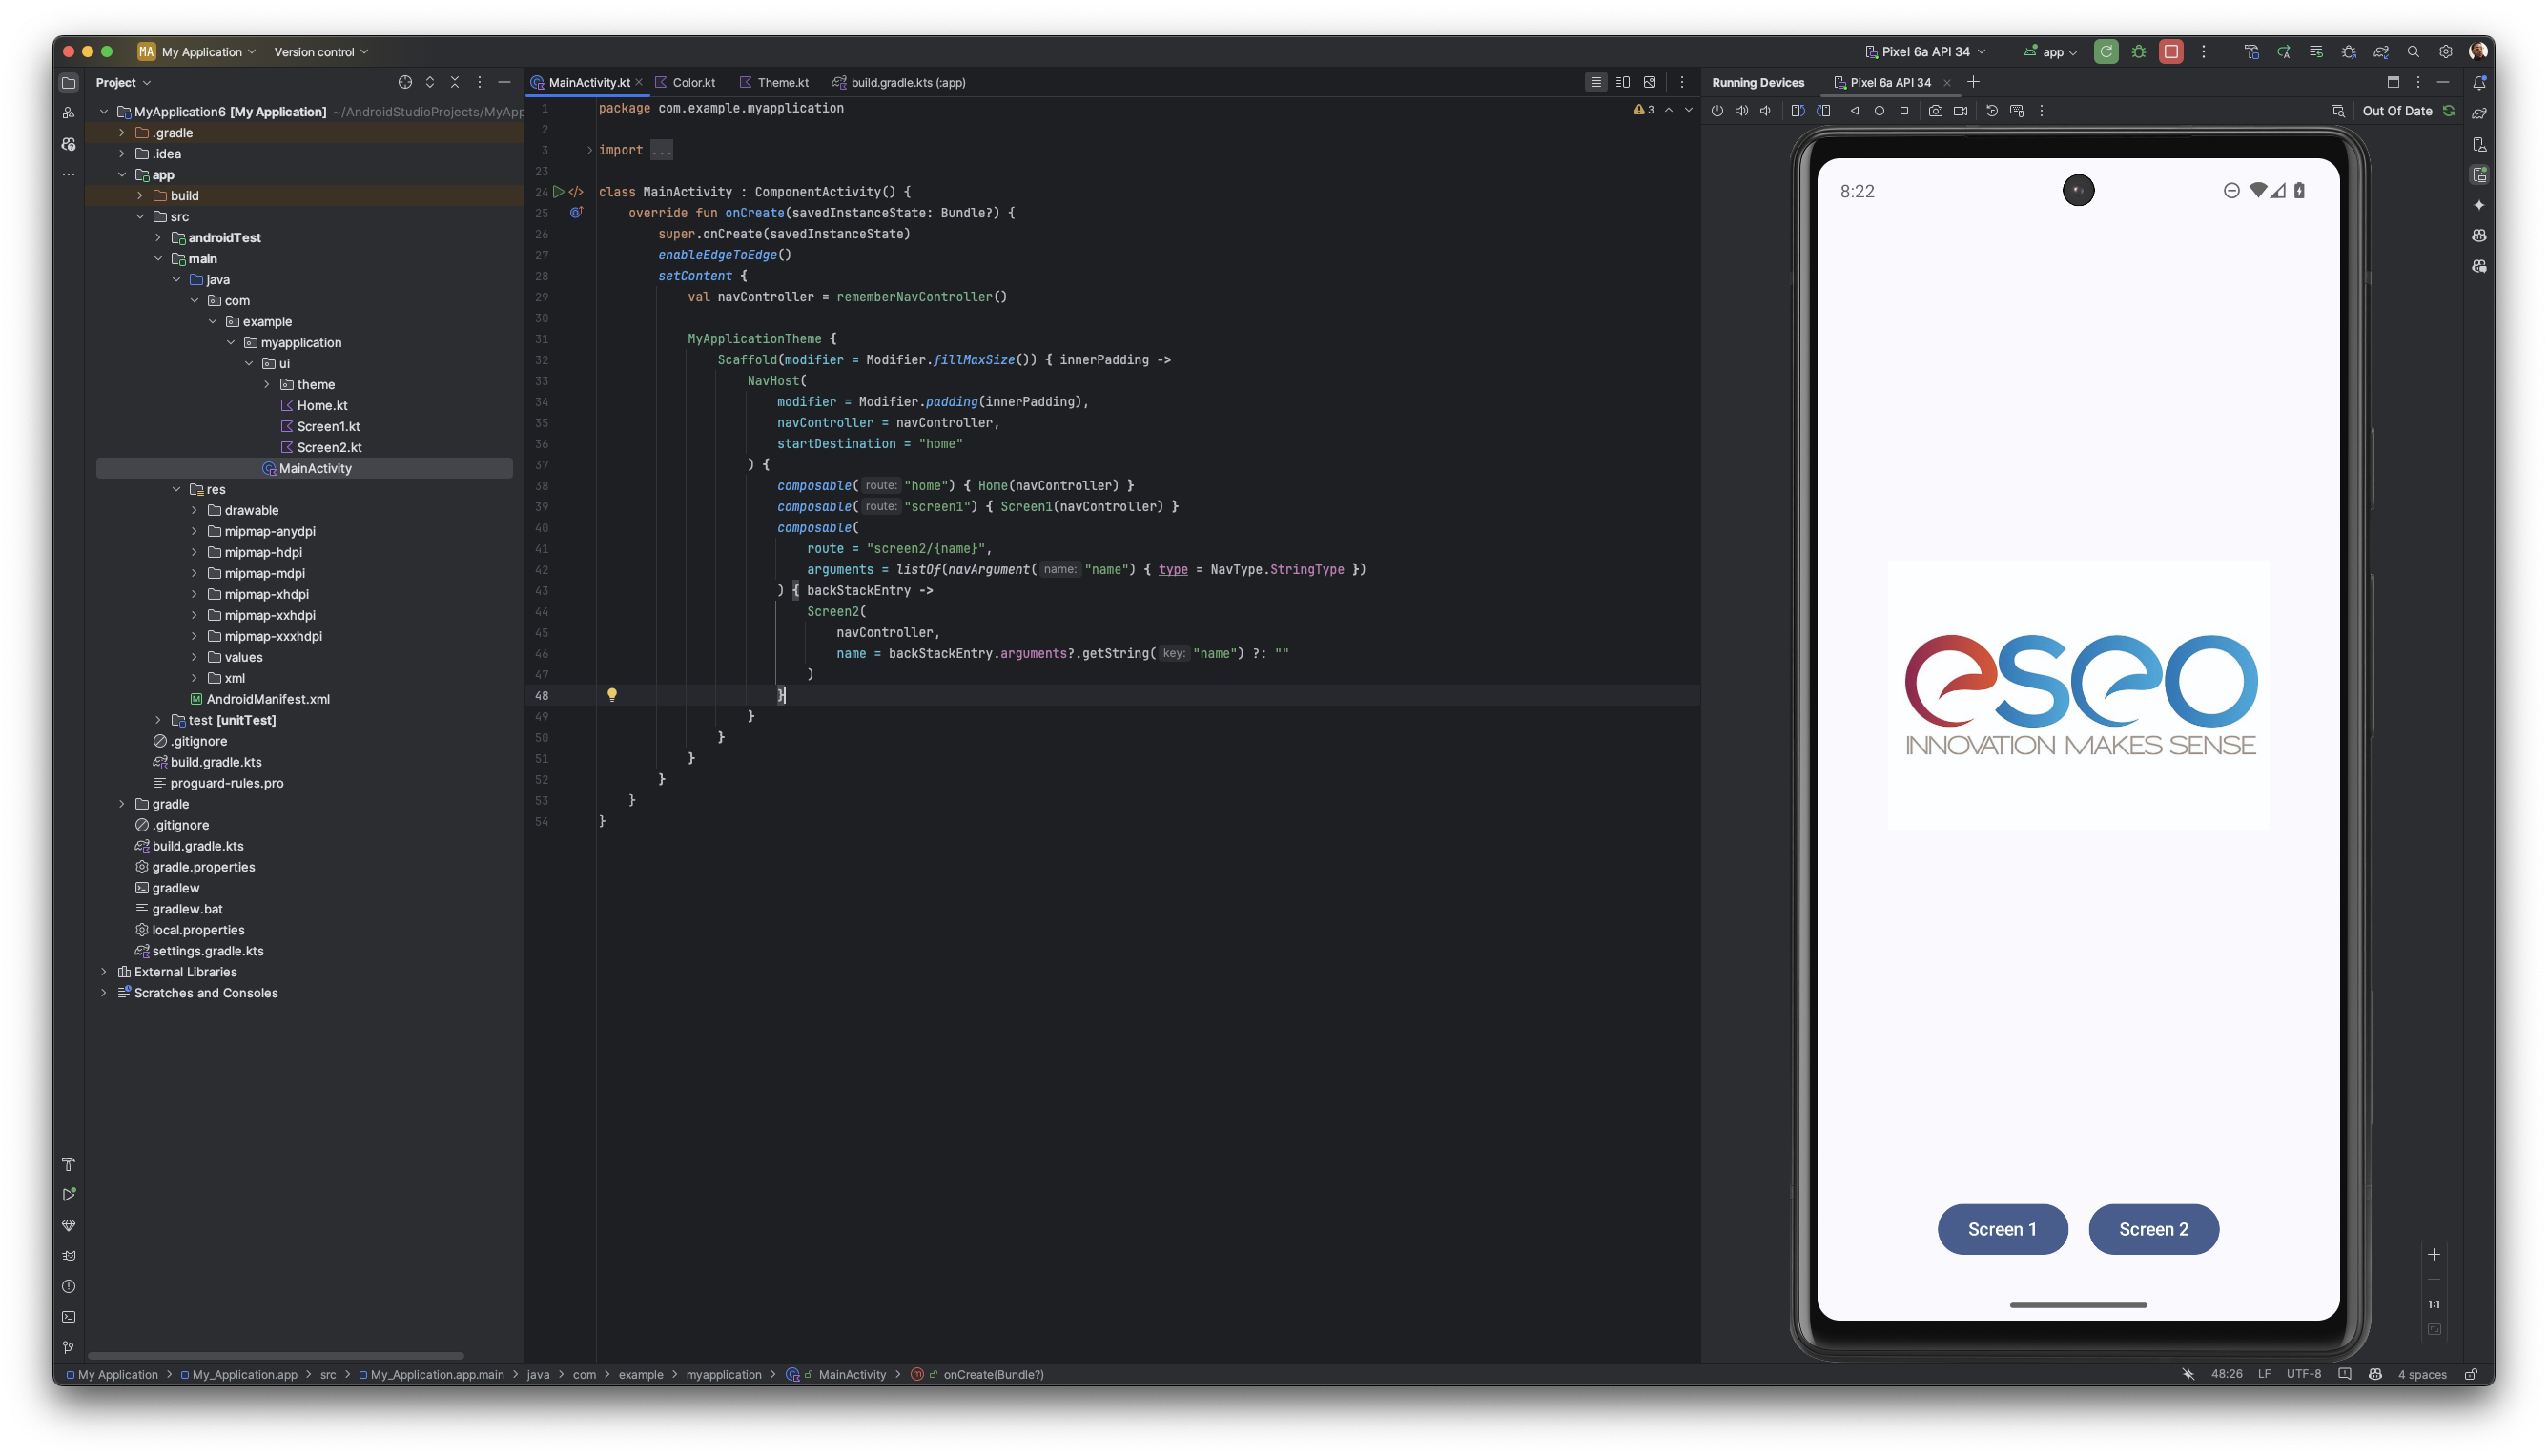 MA My Application Version control Pixel 6a API 34 app
Project
MainActivity.kt Color.kt Theme.kt build.gradle.kts (:app)
Running Devices Pixel 6a API 34
Out Of Date
MyApplication6 [My Application] ~/AndroidStudioProjects/MyApp
.gradle
.idea
app
build
src
androidTest
main
java
com
example
myapplication
ui
theme
Home.kt
Screen1.kt
Screen2.kt
MainActivity
res
drawable
mipmap-anydpi
mipmap-hdpi
mipmap-mdpi
mipmap-xhdpi
mipmap-xxhdpi
mipmap-xxxhdpi
values
xml
AndroidManifest.xml
test [unitTest]
.gitignore
build.gradle.kts
proguard-rules.pro
gradle
.gitignore
build.gradle.kts
gradle.properties
gradlew
gradlew.bat
local.properties
settings.gradle.kts
External Libraries
Scratches and Consoles
3
1 package com.example.myapplication
2
3 import ...
23
24 class MainActivity : ComponentActivity() {
25 override fun onCreate(savedInstanceState: Bundle?) {
26 super.onCreate(savedInstanceState)
27 enableEdgeToEdge()
28 setContent {
29 val navController = rememberNavController()
30
31 MyApplicationTheme {
32 Scaffold(modifier = Modifier.fillMaxSize()) { innerPadding ->
33 NavHost(
34 modifier = Modifier.padding(innerPadding),
35 navController = navController,
36 startDestination = "home"
37 ) {
38 composable( route: "home") { Home(navController) }
39 composable( route: "screen1") { Screen1(navController) }
40 composable(
41 route = "screen2/{name}",
42 arguments = listOf(navArgument( name: "name") { type = NavType.StringType })
43 ) { backStackEntry ->
44 Screen2(
45 navController,
46 name = backStackEntry.arguments?.getString( key: "name") ?: ""
47 )
48 }
49 }
50 }
51 }
52 }
53 }
54 }
8:22
eseo
INNOVATION MAKES SENSE
Screen 1 Screen 2
1:1
My Application > My_Application.app > src > My_Application.app.main > java > com > example > myapplication > MainActivity > onCreate(Bundle?)
48:26 LF UTF-8 4 spaces